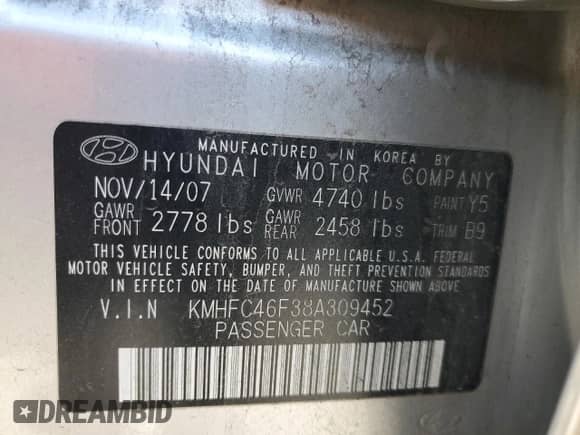 MANUFACTURED IN KOREA BY
HYUNDAI MOTOR COMPANY
NOV/14/07 GVWR 4740 lbs PAINT Y5
GAWR FRONT 2778 lbs GAWR REAR 2458 lbs TRIM B9
THIS VEHICLE CONFORMS TO ALL APPLICABLE U.S.A. FEDERAL
MOTOR VEHICLE SAFETY, BUMPER, AND THEFT PREVENTION STANDARDS
IN EFFECT ON THE DATE OF MANUFACTURE SHOWN ABOVE
V.I.N KMHFC46F38A309452
PASSENGER CAR
DREAMBID